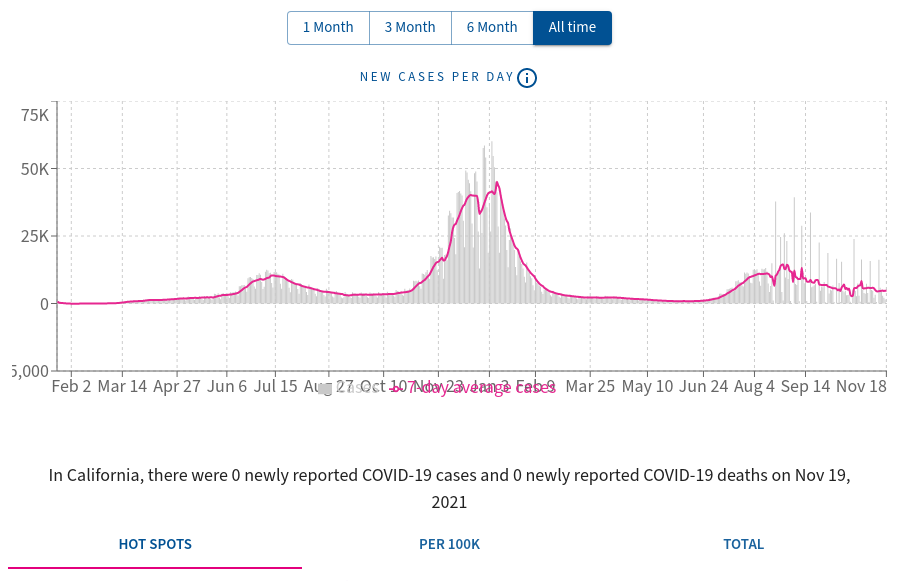 1 Month 3 Month 6 Month All time
NEW CASES PER DAY
75K
50K
25K
0
5,000
Feb 2 Mar 14 Apr 27 Jun 6 Jul 15 Aug 27 Oct 10 Nov 23 Jan 3 Feb 9 Mar 25 May 10 Jun 24 Aug 4 Sep 14 Nov 18
Cases 7-day average cases
In California, there were 0 newly reported COVID-19 cases and 0 newly reported COVID-19 deaths on Nov 19,
2021
HOT SPOTS PER 100K TOTAL